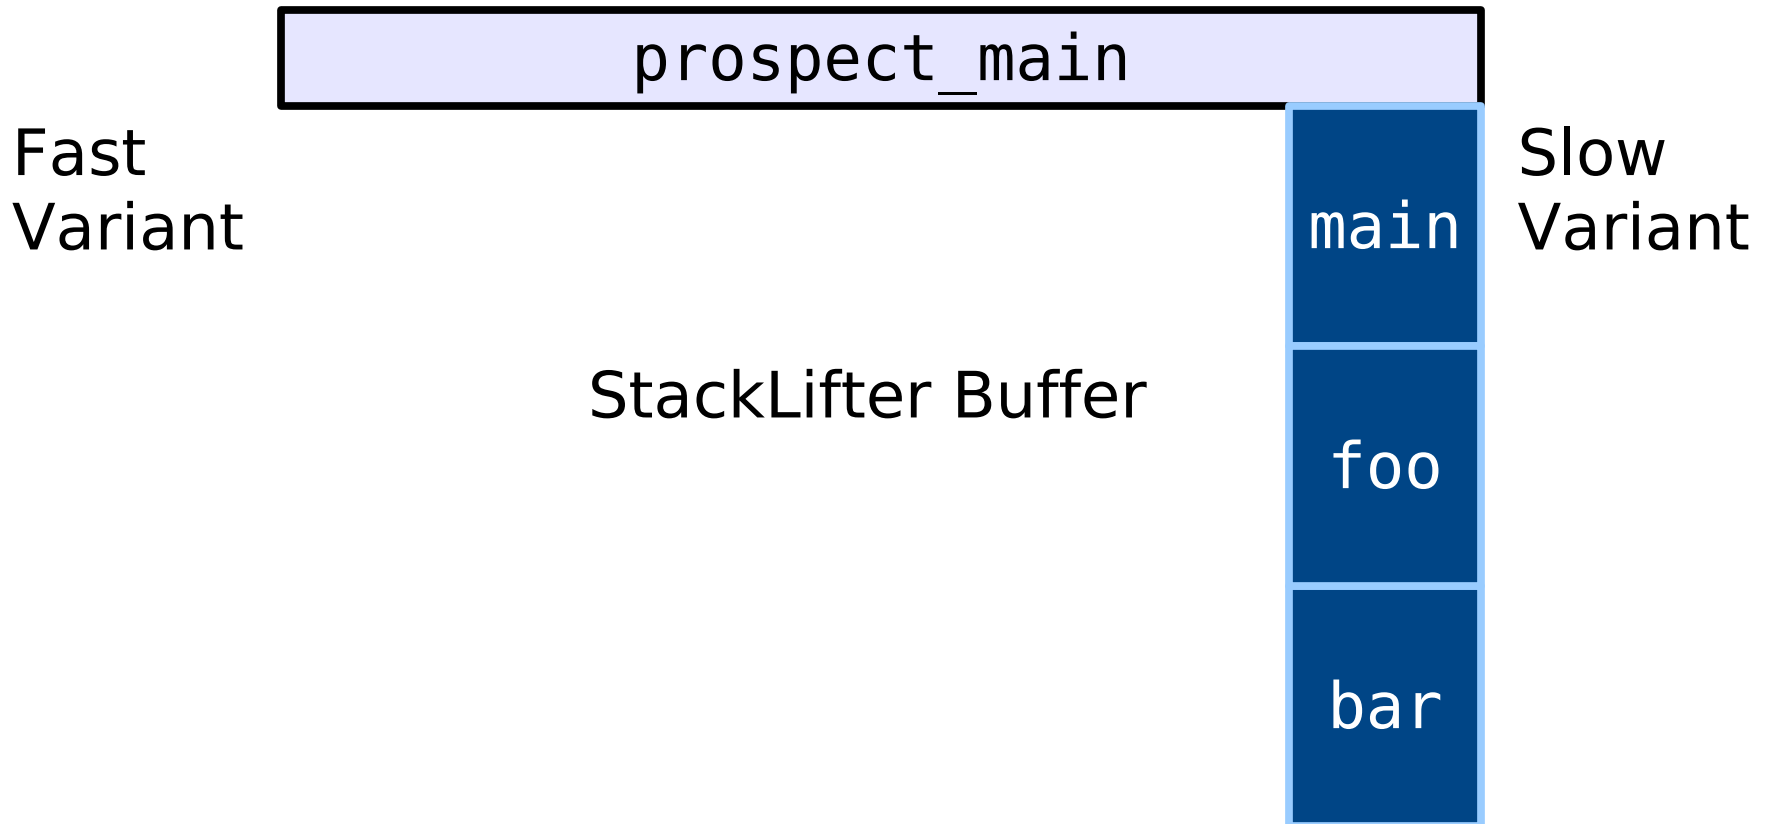 prospect_main
Fast
Variant
Slow
Variant
main
StackLifter Buffer
foo
bar